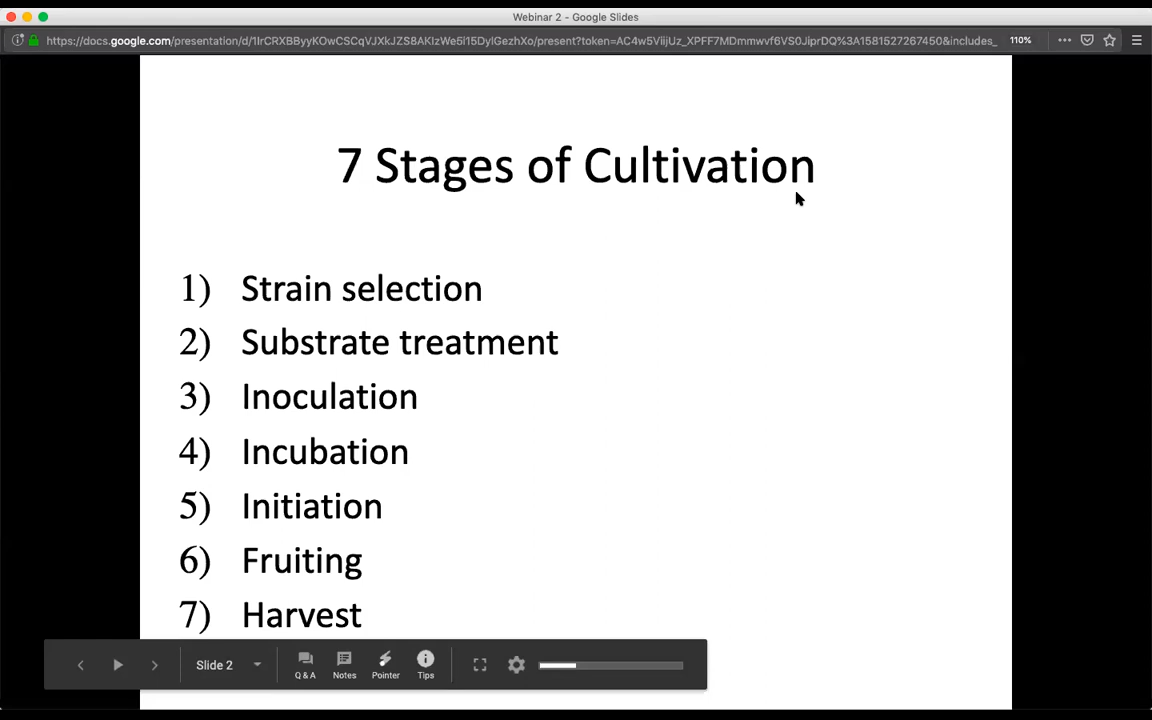 Webinar 2 - Google Slides
110%
7 Stages of Cultivation
1) Strain selection
2) Substrate treatment
3) Inoculation
4) Incubation
5) Initiation
6) Fruiting
7) Harvest
Slide 2
Q & A
Notes
Pointer
Tips